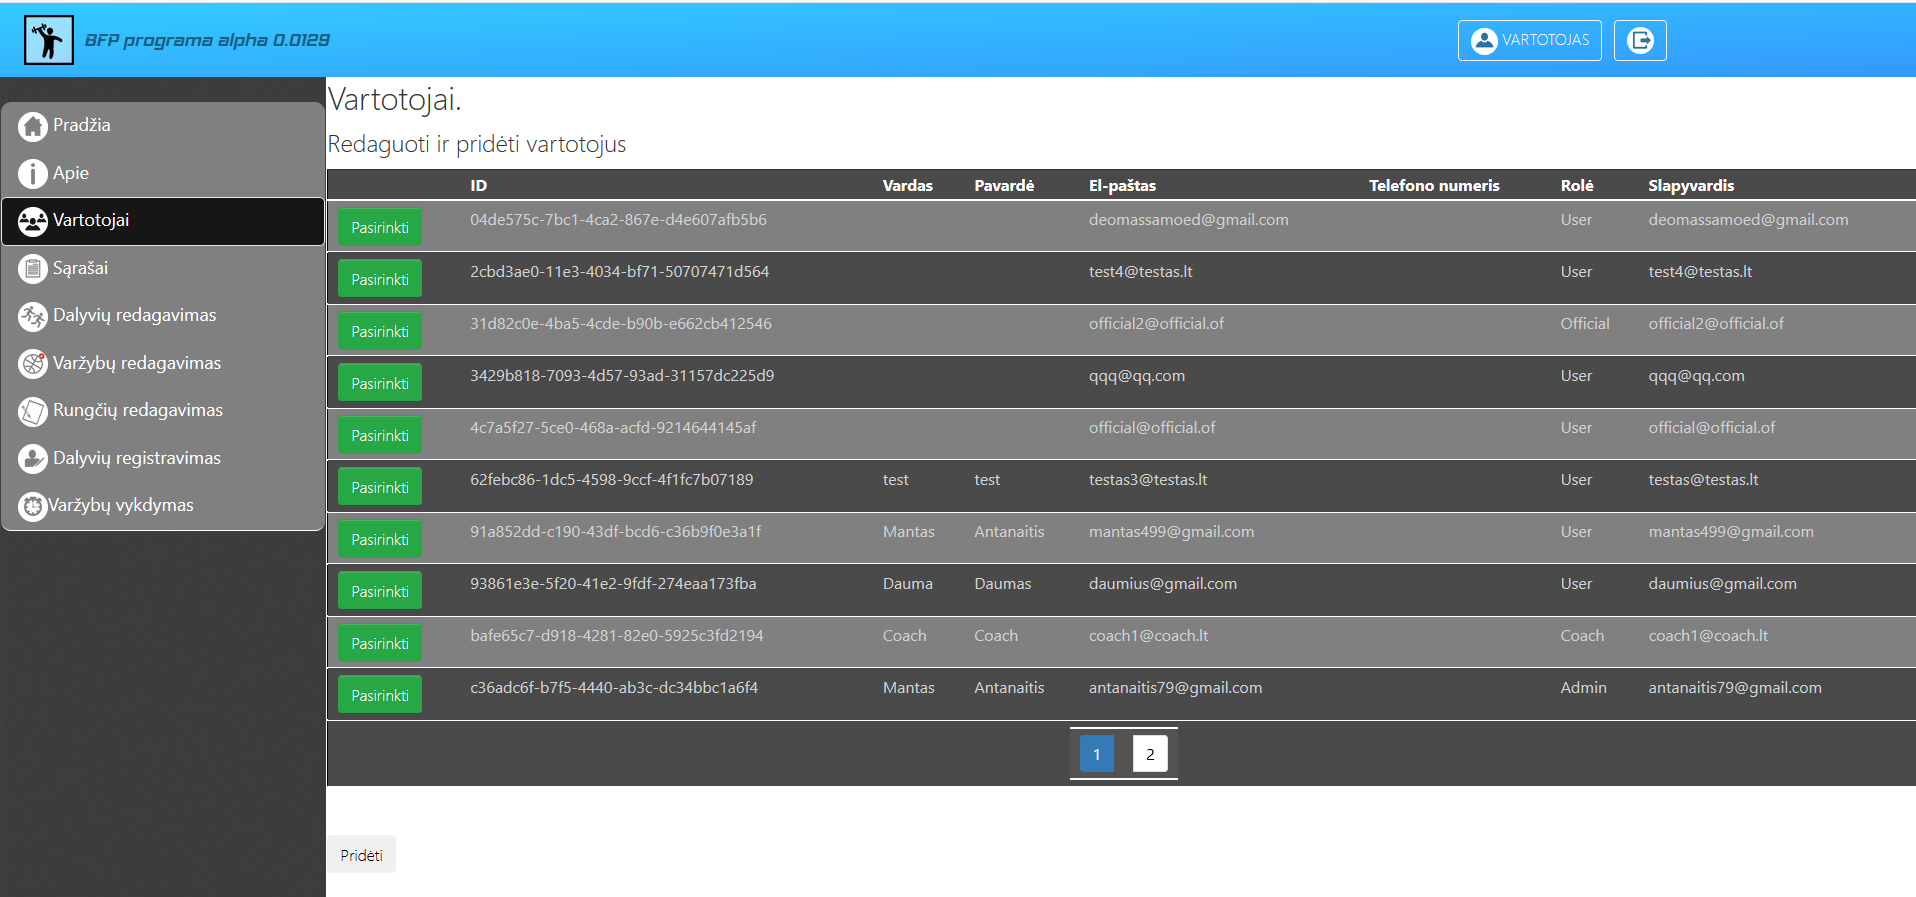 BFP programa alpha 0.0129
VARTOTOJAS
Pradžia
Apie
Vartotojai
Sąrašai
Dalyvių redagavimas
Varžybų redagavimas
Rungčių redagavimas
Dalyvių registravimas
Varžybų vykdymas
Vartotojai.
Redaguoti ir pridėti vartotojus
ID Vardas Pavardė El-paštas Telefono numeris Rolė Slapyvardis
Pasirinkti 04de575c-7bc1-4ca2-867e-d4e607afb5b6 deomassamoed@gmail.com User deomassamoed@gmail.com
Pasirinkti 2cbd3ae0-11e3-4034-bf71-50707471d564 test4@testas.lt User test4@testas.lt
Pasirinkti 31d82c0e-4ba5-4cde-b90b-e662cb412546 official2@official.of Official official2@official.of
Pasirinkti 3429b818-7093-4d57-93ad-31157dc225d9 qqq@qq.com User qqq@qq.com
Pasirinkti 4c7a5f27-5ce0-468a-acfd-9214644145af official@official.of User official@official.of
Pasirinkti 62febc86-1dc5-4598-9ccf-4f1fc7b07189 test test testas3@testas.lt User testas@testas.lt
Pasirinkti 91a852dd-c190-43df-bcd6-c36b9f0e3a1f Mantas Antanaitis mantas499@gmail.com User mantas499@gmail.com
Pasirinkti 93861e3e-5f20-41e2-9fdf-274eaa173fba Dauma Daumas daumius@gmail.com User daumius@gmail.com
Pasirinkti bafe65c7-d918-4281-82e0-5925c3fd2194 Coach Coach coach1@coach.lt Coach coach1@coach.lt
Pasirinkti c36adc6f-b7f5-4440-ab3c-dc34bbc1a6f4 Mantas Antanaitis antanaitis79@gmail.com Admin antanaitis79@gmail.com
1 2
Pridėti